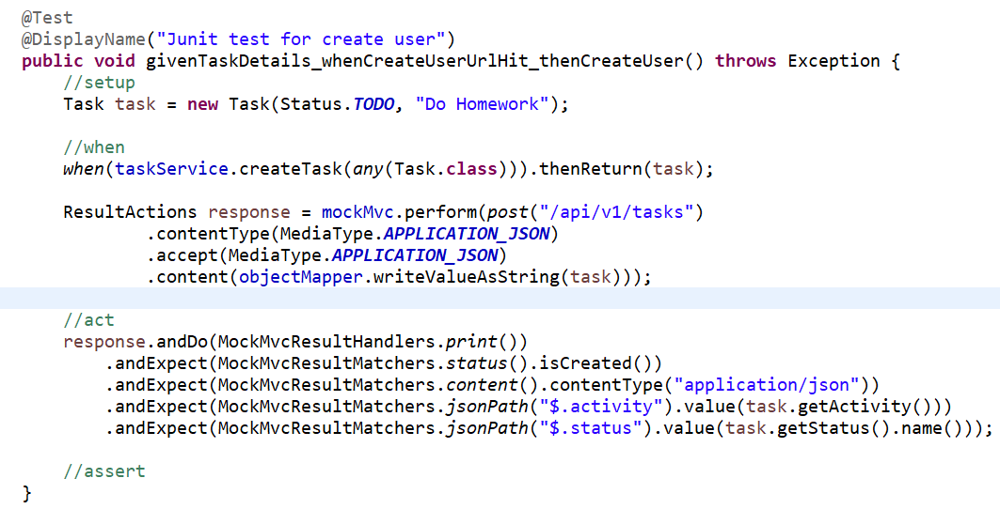 @Test
@DisplayName("Junit test for create user")
public void givenTaskDetails_whenCreateUserUrlHit_thenCreateUser() throws Exception {
    //setup
    Task task = new Task(Status.TODO, "Do Homework");

    //when
    when(taskService.createTask(any(Task.class))).thenReturn(task);

    ResultActions response = mockMvc.perform(post("/api/v1/tasks")
            .contentType(MediaType.APPLICATION_JSON)
            .accept(MediaType.APPLICATION_JSON)
            .content(objectMapper.writeValueAsString(task)));

    //act
    response.andDo(MockMvcResultHandlers.print())
        .andExpect(MockMvcResultMatchers.status().isCreated())
        .andExpect(MockMvcResultMatchers.content().contentType("application/json"))
        .andExpect(MockMvcResultMatchers.jsonPath("$.activity").value(task.getActivity()))
        .andExpect(MockMvcResultMatchers.jsonPath("$.status").value(task.getStatus().name()));

    //assert
}